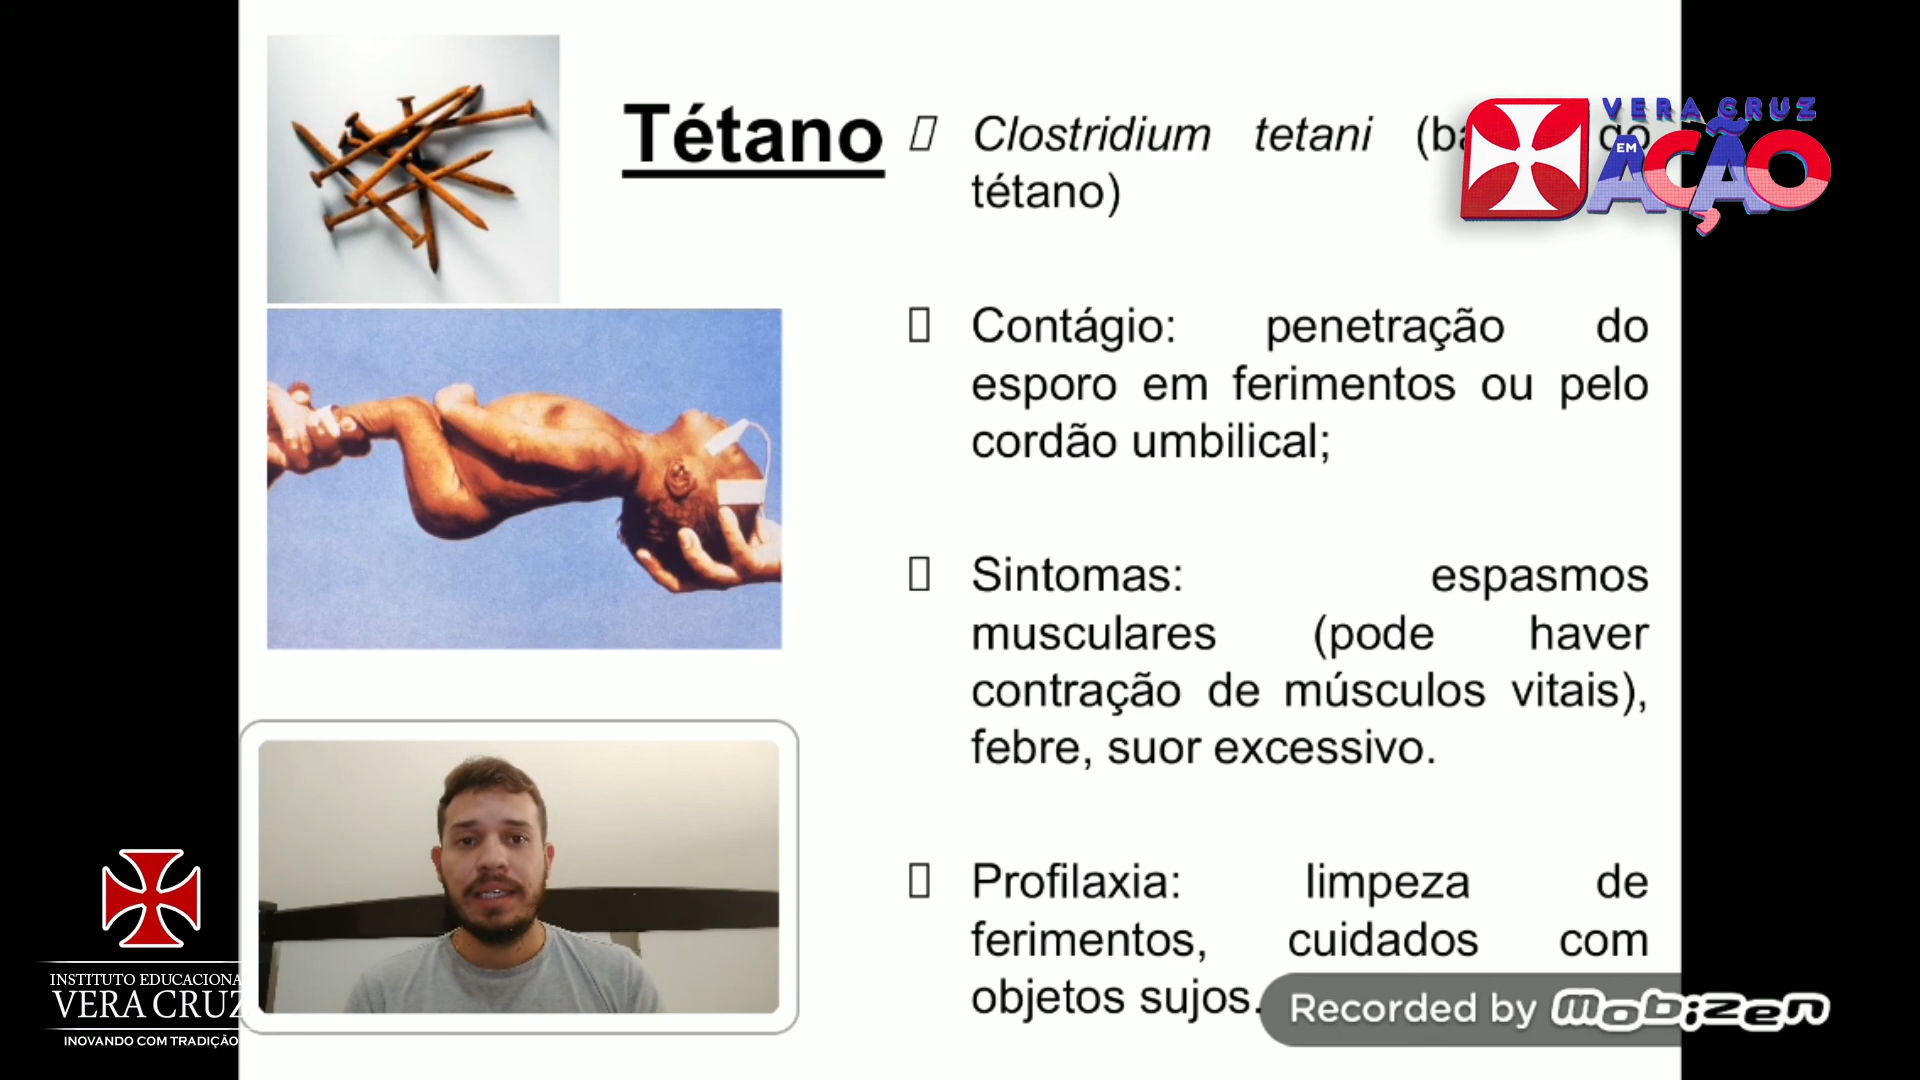 Tétano
Clostridium tetani (ba do
tétano)
Contágio: penetração do
esporo em ferimentos ou pelo
cordão umbilical;
Sintomas: espasmos
musculares (pode haver
contração de músculos vitais),
febre, suor excessivo.
Profilaxia: limpeza de
ferimentos, cuidados com
objetos sujos.
VERA CRUZ
EM
AÇÃO
INSTITUTO EDUCACIONA
VERA CRUZ
INOVANDO COM TRADIÇÃO
Recorded by mobizen